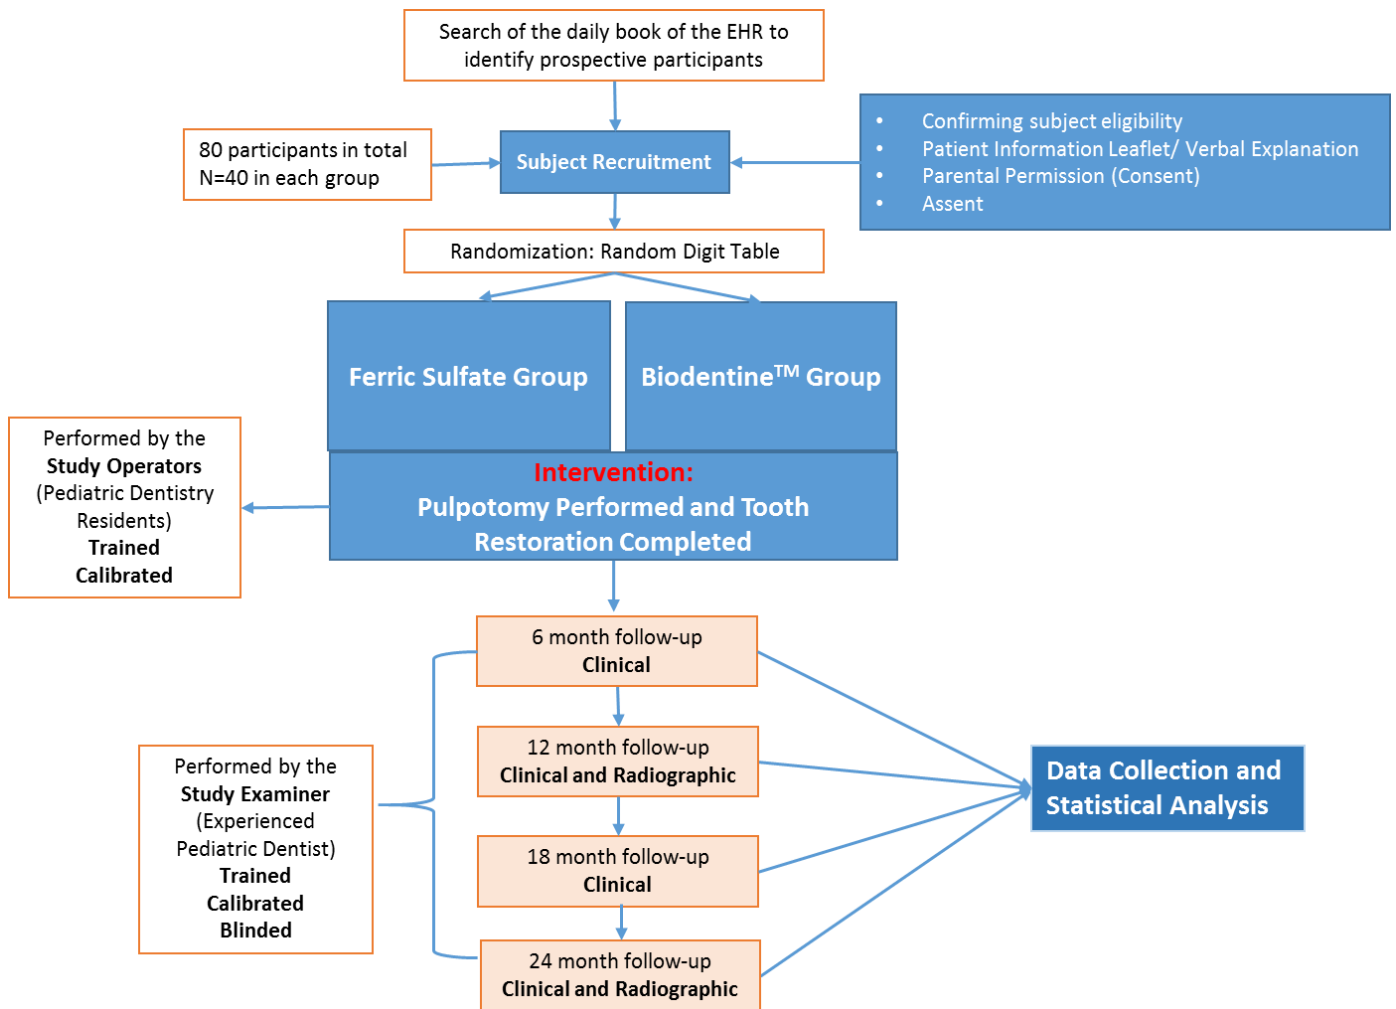 Search of the daily book of the EHR to
identify prospective participants
80 participants in total
N=40 in each group
Subject Recruitment
• Confirming subject eligibility
• Patient Information Leaflet/ Verbal Explanation
• Parental Permission (Consent)
• Assent
Randomization: Random Digit Table
Ferric Sulfate Group
Biodentine™ Group
Performed by the
Study Operators
(Pediatric Dentistry
Residents)
Trained
Calibrated
Intervention:
Pulpotomy Performed and Tooth
Restoration Completed
6 month follow-up
Clinical
12 month follow-up
Clinical and Radiographic
18 month follow-up
Clinical
24 month follow-up
Clinical and Radiographic
Performed by the
Study Examiner
(Experienced
Pediatric Dentist)
Trained
Calibrated
Blinded
Data Collection and
Statistical Analysis